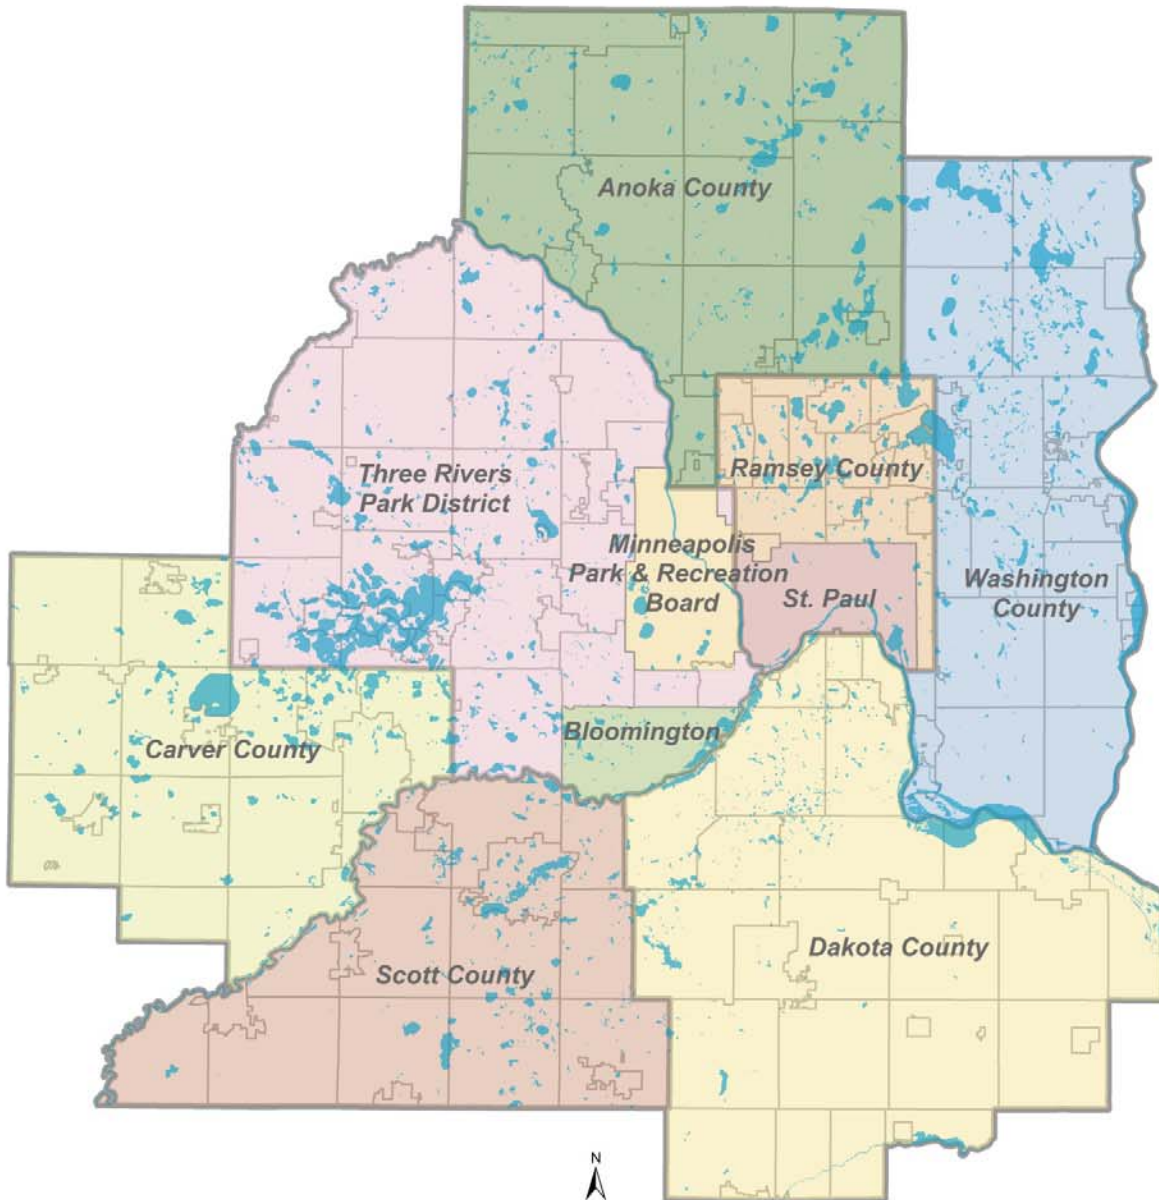 Anoka County
Three Rivers
Park District
Ramsey County
Minneapolis
Park & Recreation
Board
St. Paul
Washington
County
Bloomington
Carver County
Scott County
Dakota County
N